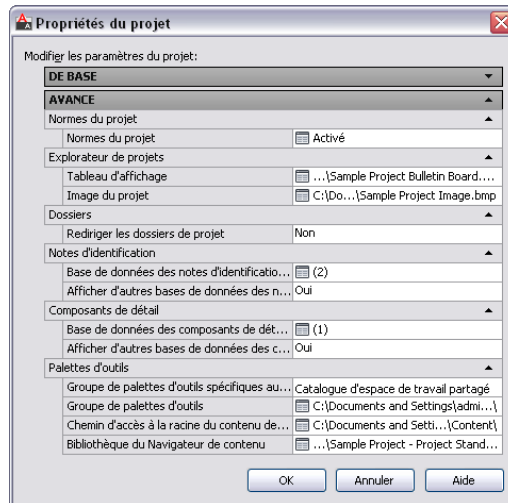 Propriétés du projet
Modifier les paramètres du projet:
DE BASE
AVANCE
Normes du projet
Normes du projet Activé
Explorateur de projets
Tableau d'affichage ...\Sample Project Bulletin Board....
Image du projet C:\Do...\Sample Project Image.bmp
Dossiers
Rediriger les dossiers de projet Non
Notes d'identification
Base de données des notes d'identificatio... (2)
Afficher d'autres bases de données des n... Oui
Composants de détail
Base de données des composants de dét... (1)
Afficher d'autres bases de données des c... Oui
Palettes d'outils
Groupe de palettes d'outils spécifiques au... Catalogue d'espace de travail partagé
Groupe de palettes d'outils C:\Documents and Settings\admi...\
Chemin d'accès à la racine du contenu de... C:\Documents and Setti...\Content\
Bibliothèque du Navigateur de contenu ...\Sample Project - Project Stand...
OK Annuler Aide